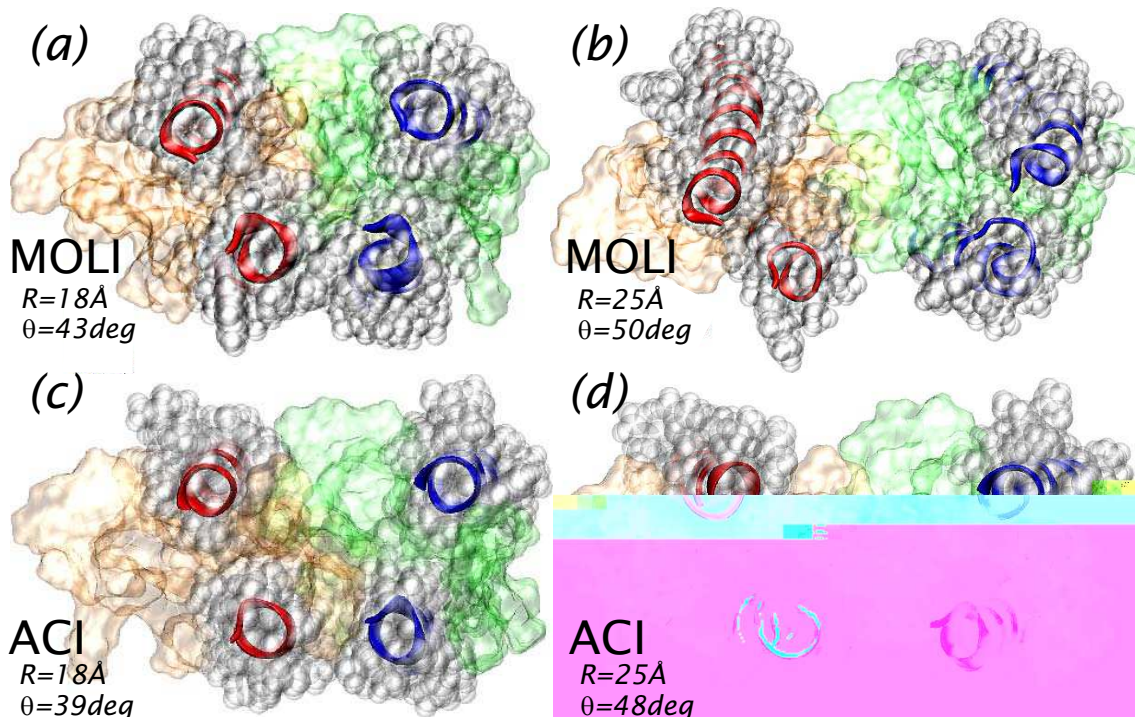 (a)
MOLI
R=18Å
θ=43deg
(b)
MOLI
R=25Å
θ=50deg
(c)
ACI
R=18Å
θ=39deg
(d)
ACI
R=25Å
θ=48deg